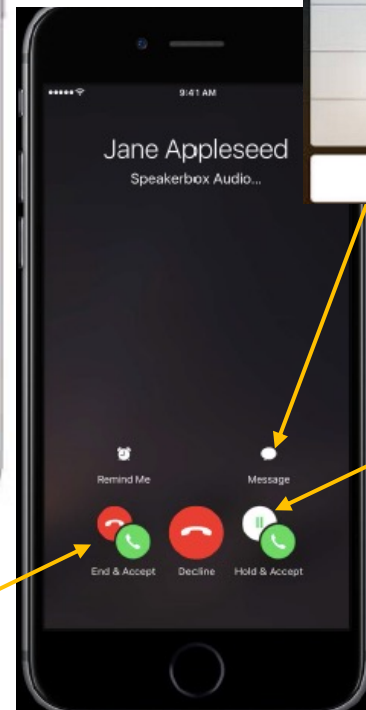 9:41 AM
Jane Appleseed
Speakerbox Audio...
Remind Me
Message
End & Accept
Decline
Hold & Accept